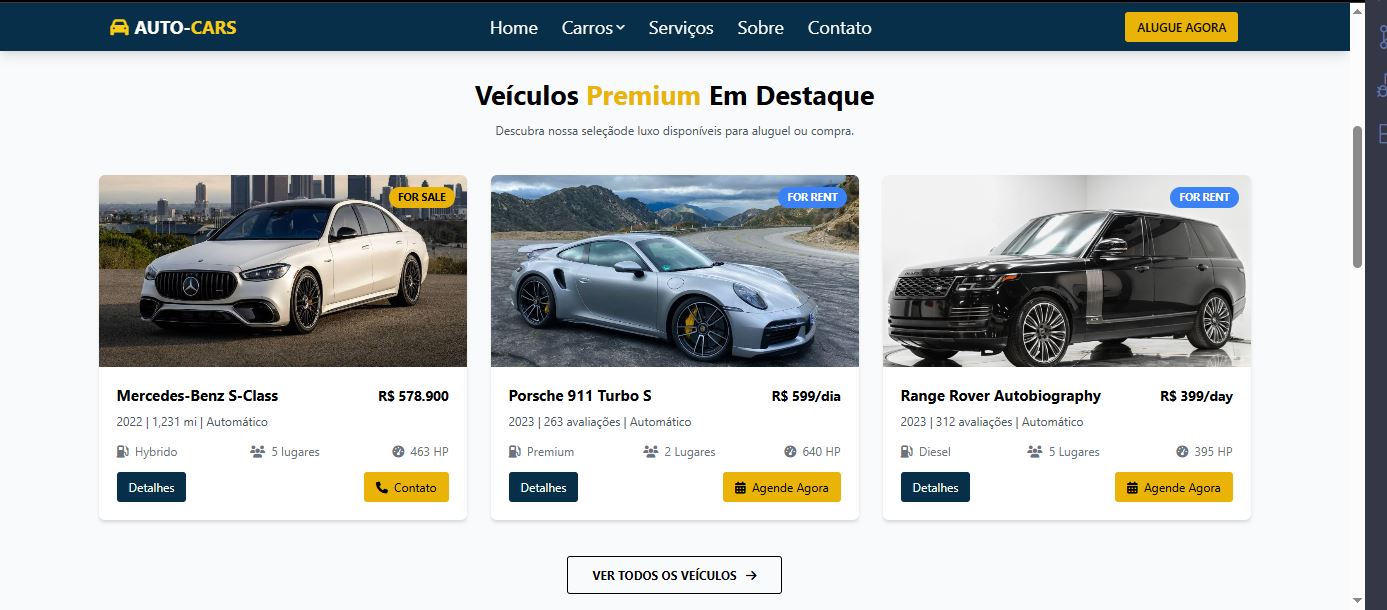 AUTO-CARS
Home Carros Serviços Sobre Contato
ALUGUE AGORA
Veículos Premium Em Destaque
Descubra nossa seleçãode luxo disponíveis para aluguel ou compra.
FOR SALE
Mercedes-Benz S-Class R$ 578.900
2022 | 1,231 mi | Automático
Hybrido 5 lugares 463 HP
Detalhes Contato
FOR RENT
Porsche 911 Turbo S R$ 599/dia
2023 | 263 avaliações | Automático
Premium 2 Lugares 640 HP
Detalhes Agende Agora
FOR RENT
Range Rover Autobiography R$ 399/day
2023 | 312 avaliações | Automático
Diesel 5 Lugares 395 HP
Detalhes Agende Agora
VER TODOS OS VEÍCULOS